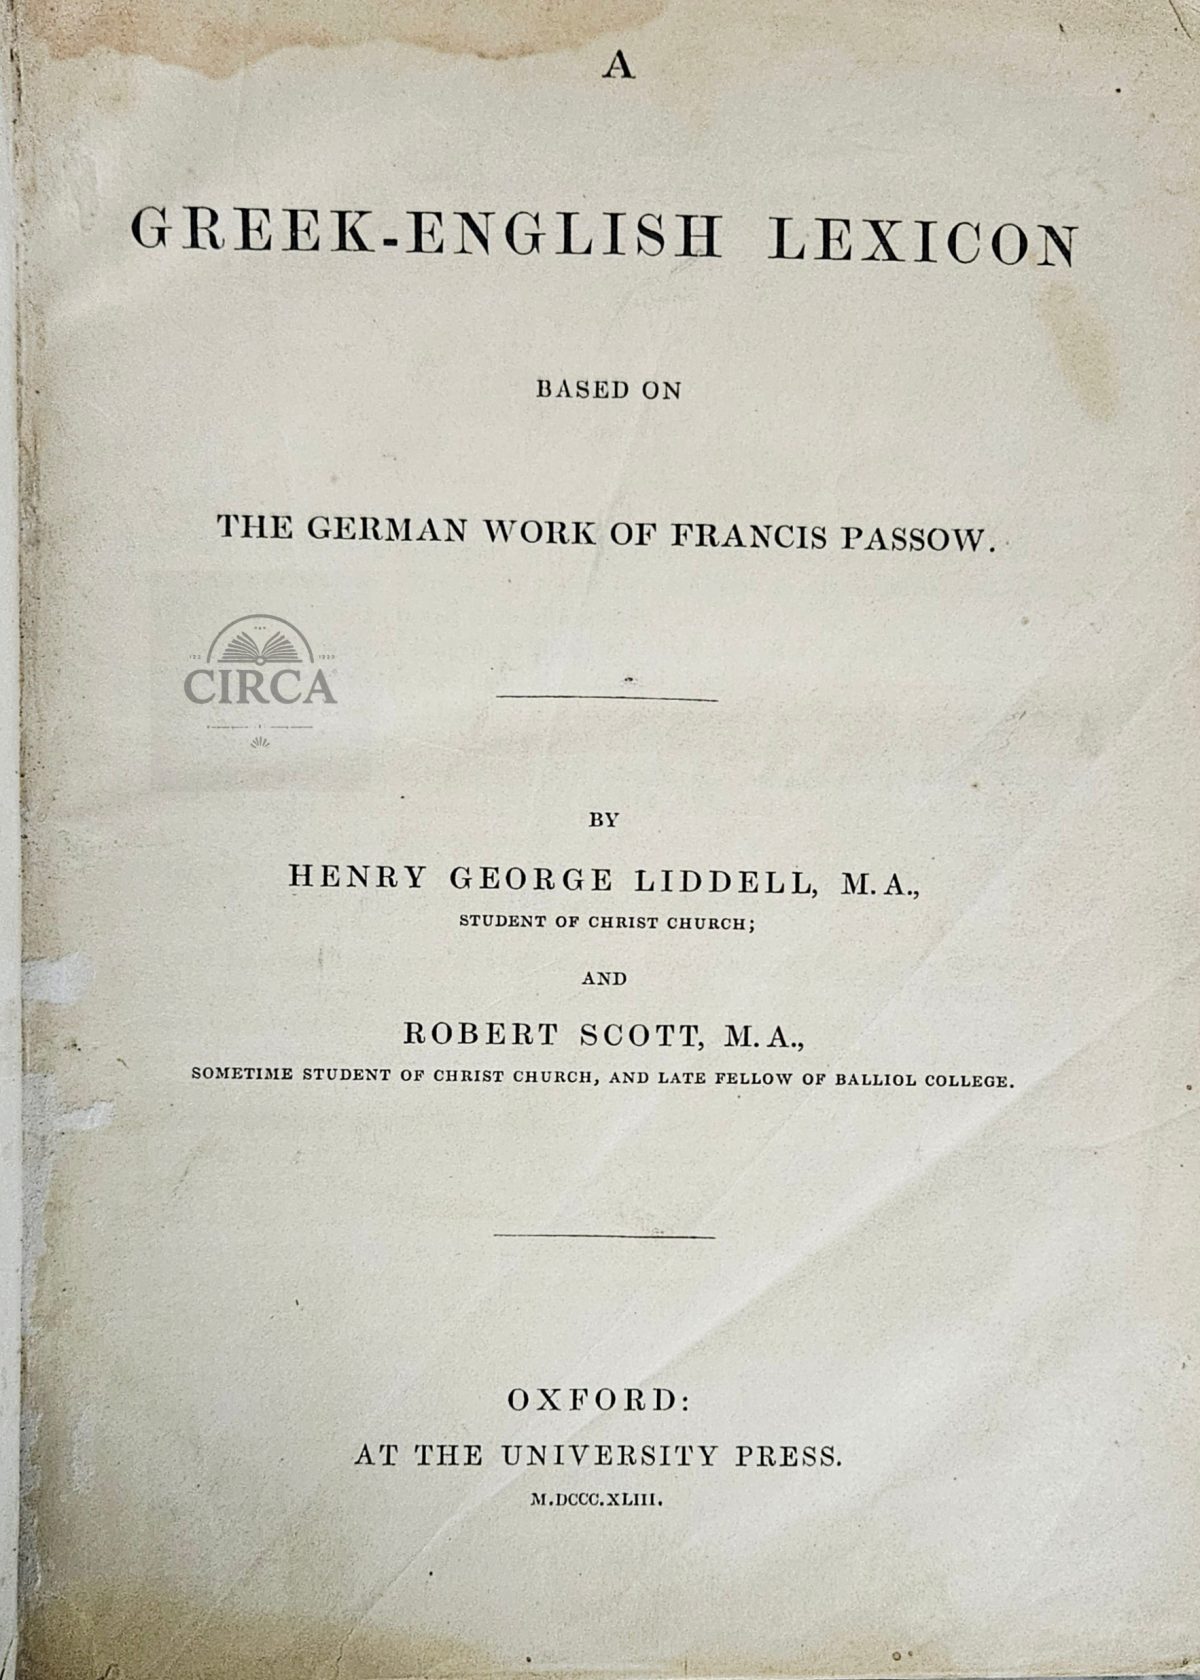 A
GREEK-ENGLISH LEXICON
BASED ON
THE GERMAN WORK OF FRANCIS PASSOW.
CIRCA
BY
HENRY GEORGE LIDDELL, M.A.,
STUDENT OF CHRIST CHURCH;
AND
ROBERT SCOTT, M.A.,
SOMETIME STUDENT OF CHRIST CHURCH, AND LATE FELLOW OF BALLIOL COLLEGE.
OXFORD:
AT THE UNIVERSITY PRESS.
M.DCCC.XLIII.